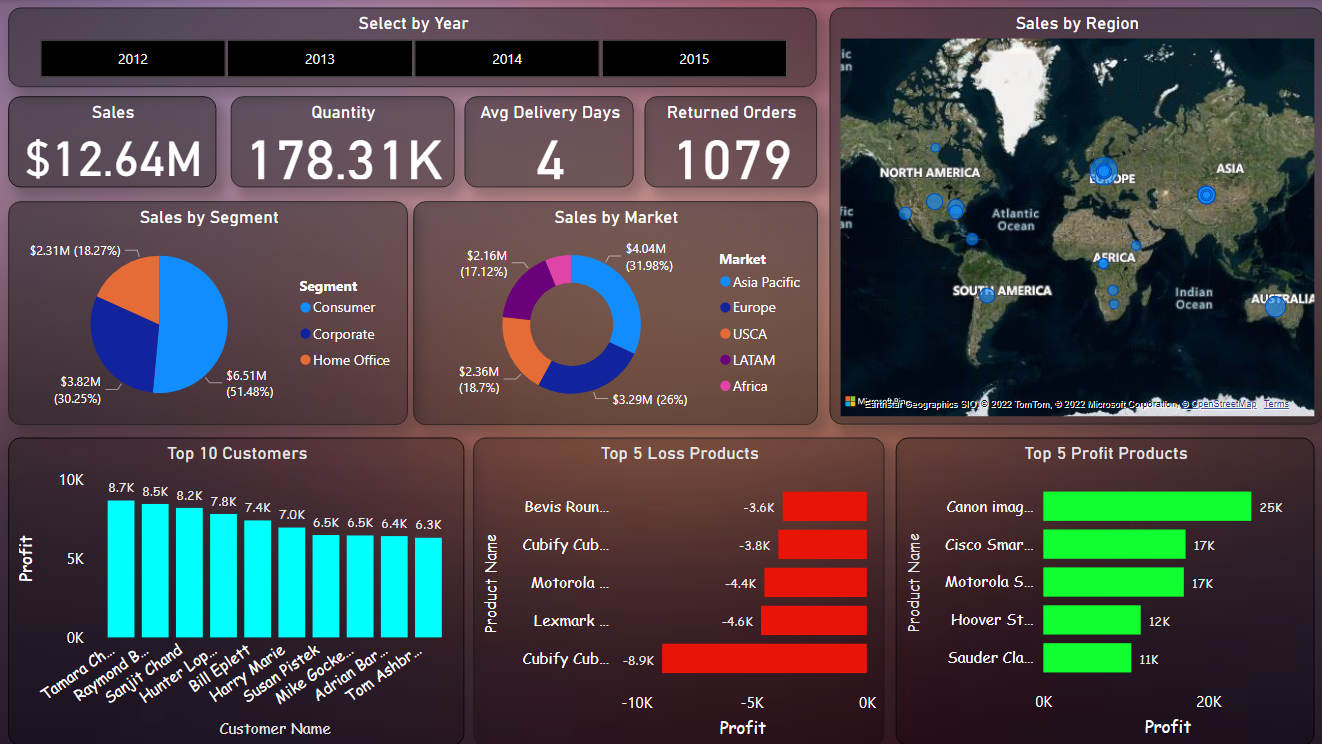 Select by Year
2012
2013
2014
2015
Sales
$12.64M
Quantity
178.31K
Avg Delivery Days
4
Returned Orders
1079
Sales by Region
NORTH AMERICA
Atlantic
Ocean
EUROPE
ASIA
AFRICA
SOUTH AMERICA
Indian
Ocean
AUSTRALIA
ic
an
fic
an
Microsoft Bing
Earthstar Geographics SIO, © 2022 TomTom, © 2022 Microsoft Corporation, © OpenStreetMap Terms
Sales by Segment
$2.31M (18.27%)
$3.82M
(30.25%)
$6.51M
(51.48%)
Segment
Consumer
Corporate
Home Office
Sales by Market
$2.16M
(17.12%)
$4.04M
(31.98%)
$2.36M
(18.7%)
$3.29M (26%)
Market
Asia Pacific
Europe
USCA
LATAM
Africa
Top 10 Customers
Profit
10K
5K
0K
8.7K
8.5K
8.2K
7.8K
7.4K
7.0K
6.5K
6.5K
6.4K
6.3K
Tamara Ch...
Raymond B...
Sanjit Chand
Hunter Lop...
Bill Eplett
Harry Marie
Susan Pistek
Mike Gocke...
Adrian Bar...
Tom Ashbr...
Customer Name
Top 5 Loss Products
Product Name
Bevis Roun... -3.6K
Cubify Cub... -3.8K
Motorola ... -4.4K
Lexmark ... -4.6K
Cubify Cub... -8.9K
-10K -5K 0K
Profit
Top 5 Profit Products
Product Name
Canon imag... 25K
Cisco Smar... 17K
Motorola S... 17K
Hoover St... 12K
Sauder Cla... 11K
0K 20K
Profit